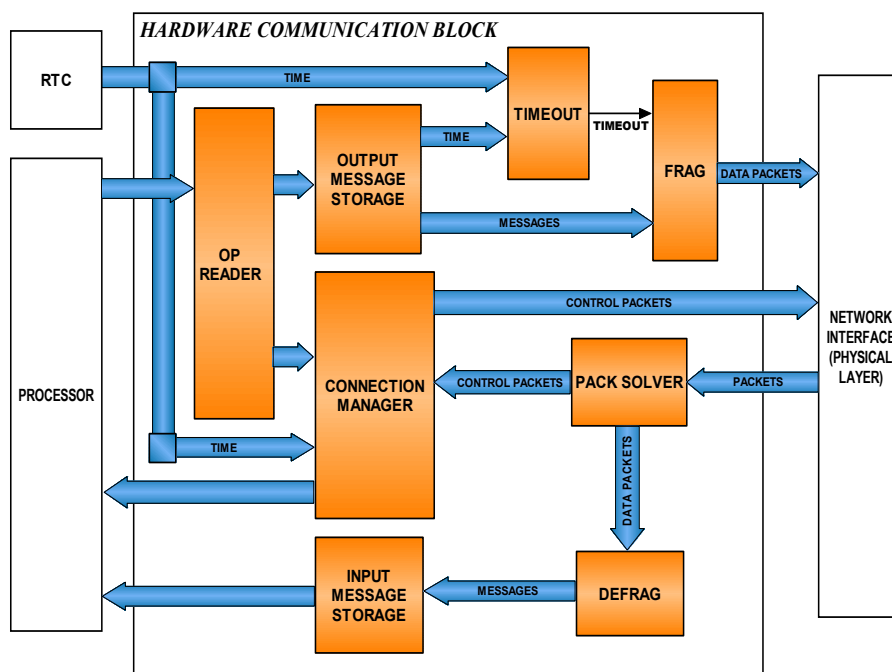 HARDWARE COMMUNICATION BLOCK
RTC
TIME
TIMEOUT
TIMEOUT
FRAG
DATA PACKETS
OUTPUT
MESSAGE
STORAGE
TIME
MESSAGES
OP
READER
PROCESSOR
CONNECTION
MANAGER
CONTROL PACKETS
CONTROL PACKETS
PACK SOLVER
PACKETS
NETWORK
INTERFACE
(PHYSICAL
LAYER)
TIME
DATA PACKETS
INPUT
MESSAGE
STORAGE
MESSAGES
DEFRAG